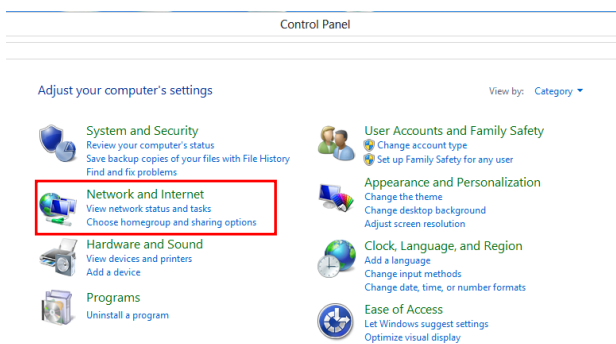 Control Panel
Adjust your computer's settings
View by: Category
System and Security
Review your computer's status
Save backup copies of your files with File History
Find and fix problems
Network and Internet
View network status and tasks
Choose homegroup and sharing options
Hardware and Sound
View devices and printers
Add a device
Programs
Uninstall a program
User Accounts and Family Safety
Change account type
Set up Family Safety for any user
Appearance and Personalization
Change the theme
Change desktop background
Adjust screen resolution
Clock, Language, and Region
Add a language
Change input methods
Change date, time, or number formats
Ease of Access
Let Windows suggest settings
Optimize visual display